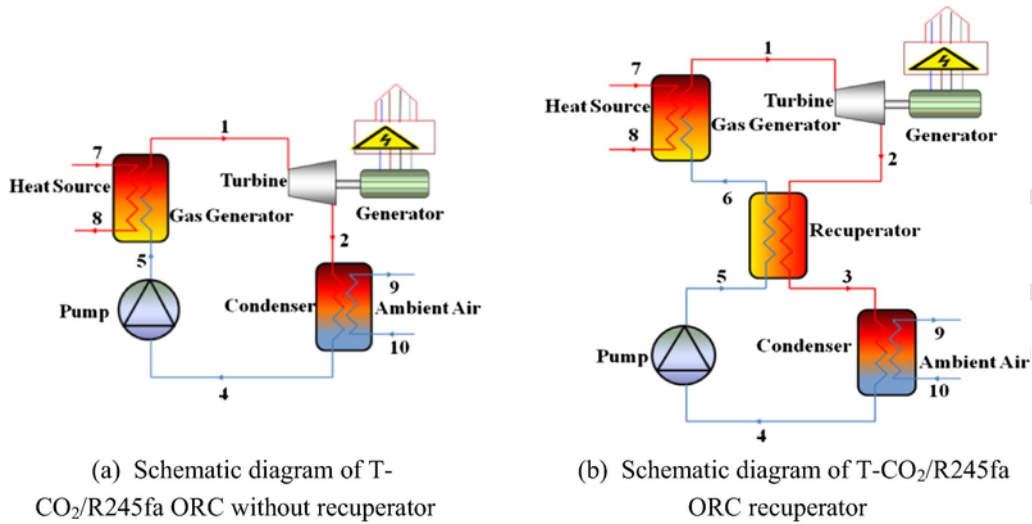 1
7
Heat Source
Turbine
8
Gas Generator
Generator
5
2
Pump
Condenser
9
Ambient Air
10
4
(a) Schematic diagram of T-
CO₂/R245fa ORC without recuperator
1
7
Heat Source
Turbine
8
Gas Generator
Generator
2
6
Recuperator
5
3
Pump
Condenser
9
Ambient Air
10
4
(b) Schematic diagram of T-CO₂/R245fa
ORC recuperator